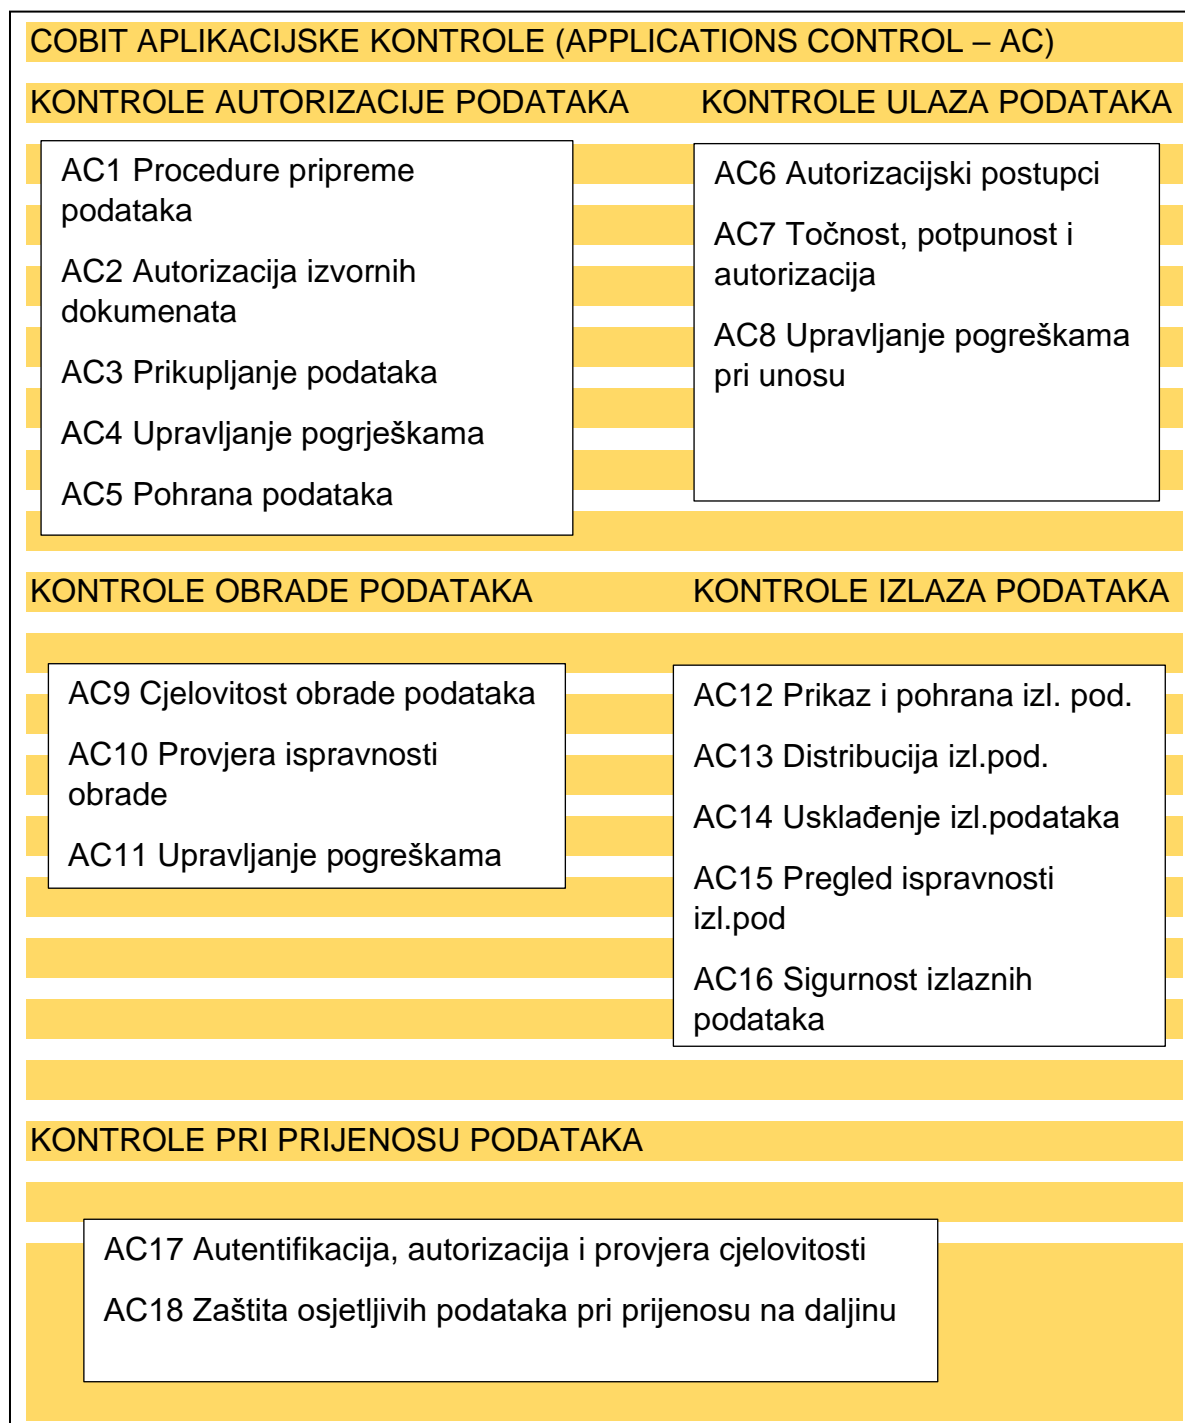 COBIT APLIKACIJSKE KONTROLE (APPLICATIONS CONTROL – AC)
KONTROLE AUTORIZACIJE PODATAKA
AC1 Procedure pripreme
podataka
AC2 Autorizacija izvornih
dokumenata
AC3 Prikupljanje podataka
AC4 Upravljanje pogrješkama
AC5 Pohrana podataka
KONTROLE ULAZA PODATAKA
AC6 Autorizacijski postupci
AC7 Točnost, potpunost i
autorizacija
AC8 Upravljanje pogreškama
pri unosu
KONTROLE OBRADE PODATAKA
AC9 Cjelovitost obrade podataka
AC10 Provjera ispravnosti
obrade
AC11 Upravljanje pogreškama
KONTROLE IZLAZA PODATAKA
AC12 Prikaz i pohrana izl. pod.
AC13 Distribucija izl.pod.
AC14 Usklađenje izl.podataka
AC15 Pregled ispravnosti
izl.pod
AC16 Sigurnost izlaznih
podataka
KONTROLE PRI PRIJENOSU PODATAKA
AC17 Autentifikacija, autorizacija i provjera cjelovitosti
AC18 Zaštita osjetljivih podataka pri prijenosu na daljinu